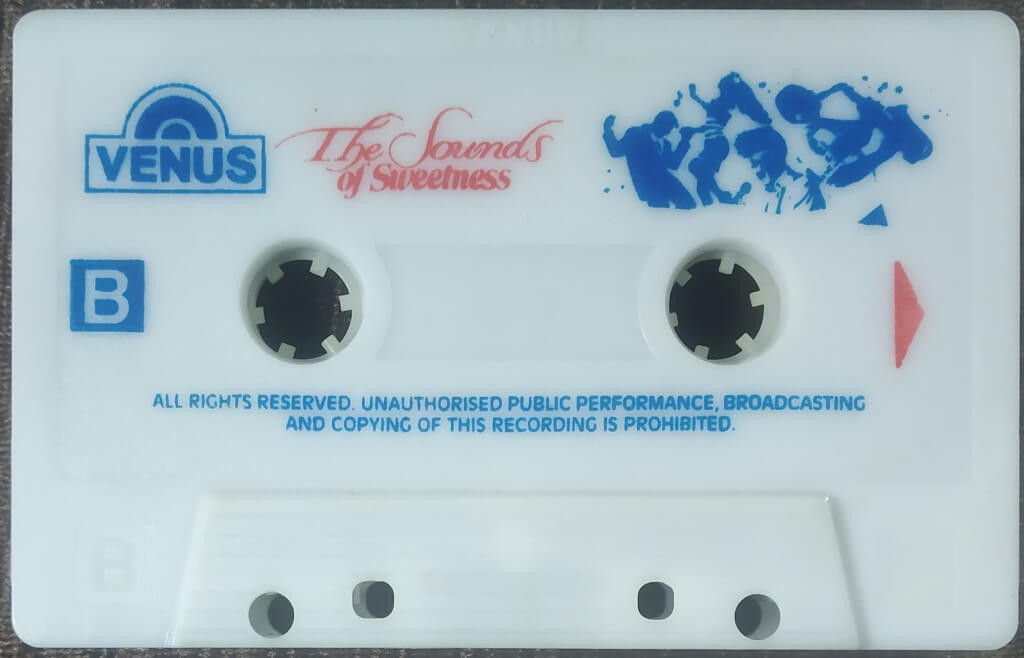 VENUS
VENUS
The Sounds
of Sweetness
B
ALL RIGHTS RESERVED. UNAUTHORISED PUBLIC PERFORMANCE, BROADCASTING
AND COPYING OF THIS RECORDING IS PROHIBITED.
B